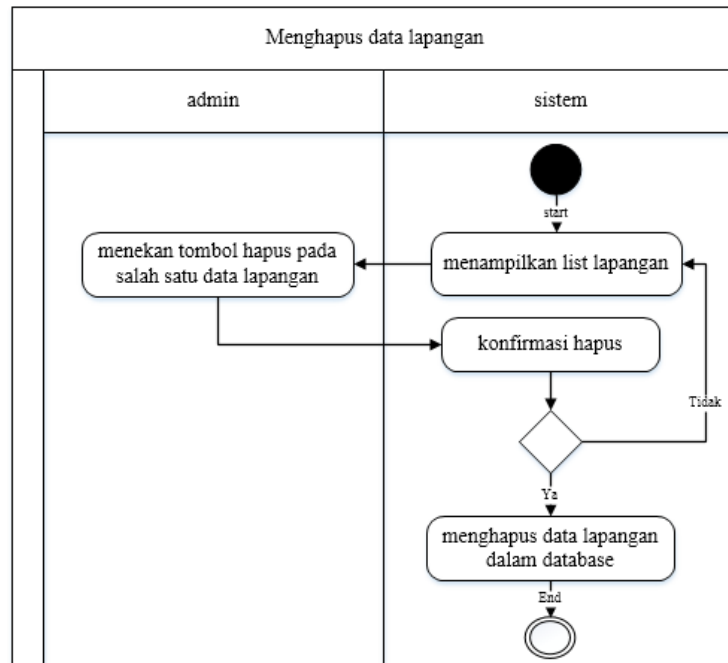 Menghapus data lapangan
admin
sistem
start
menekan tombol hapus pada
salah satu data lapangan
menampilkan list lapangan
konfirmasi hapus
Tidak
Ya
menghapus data lapangan
dalam database
End